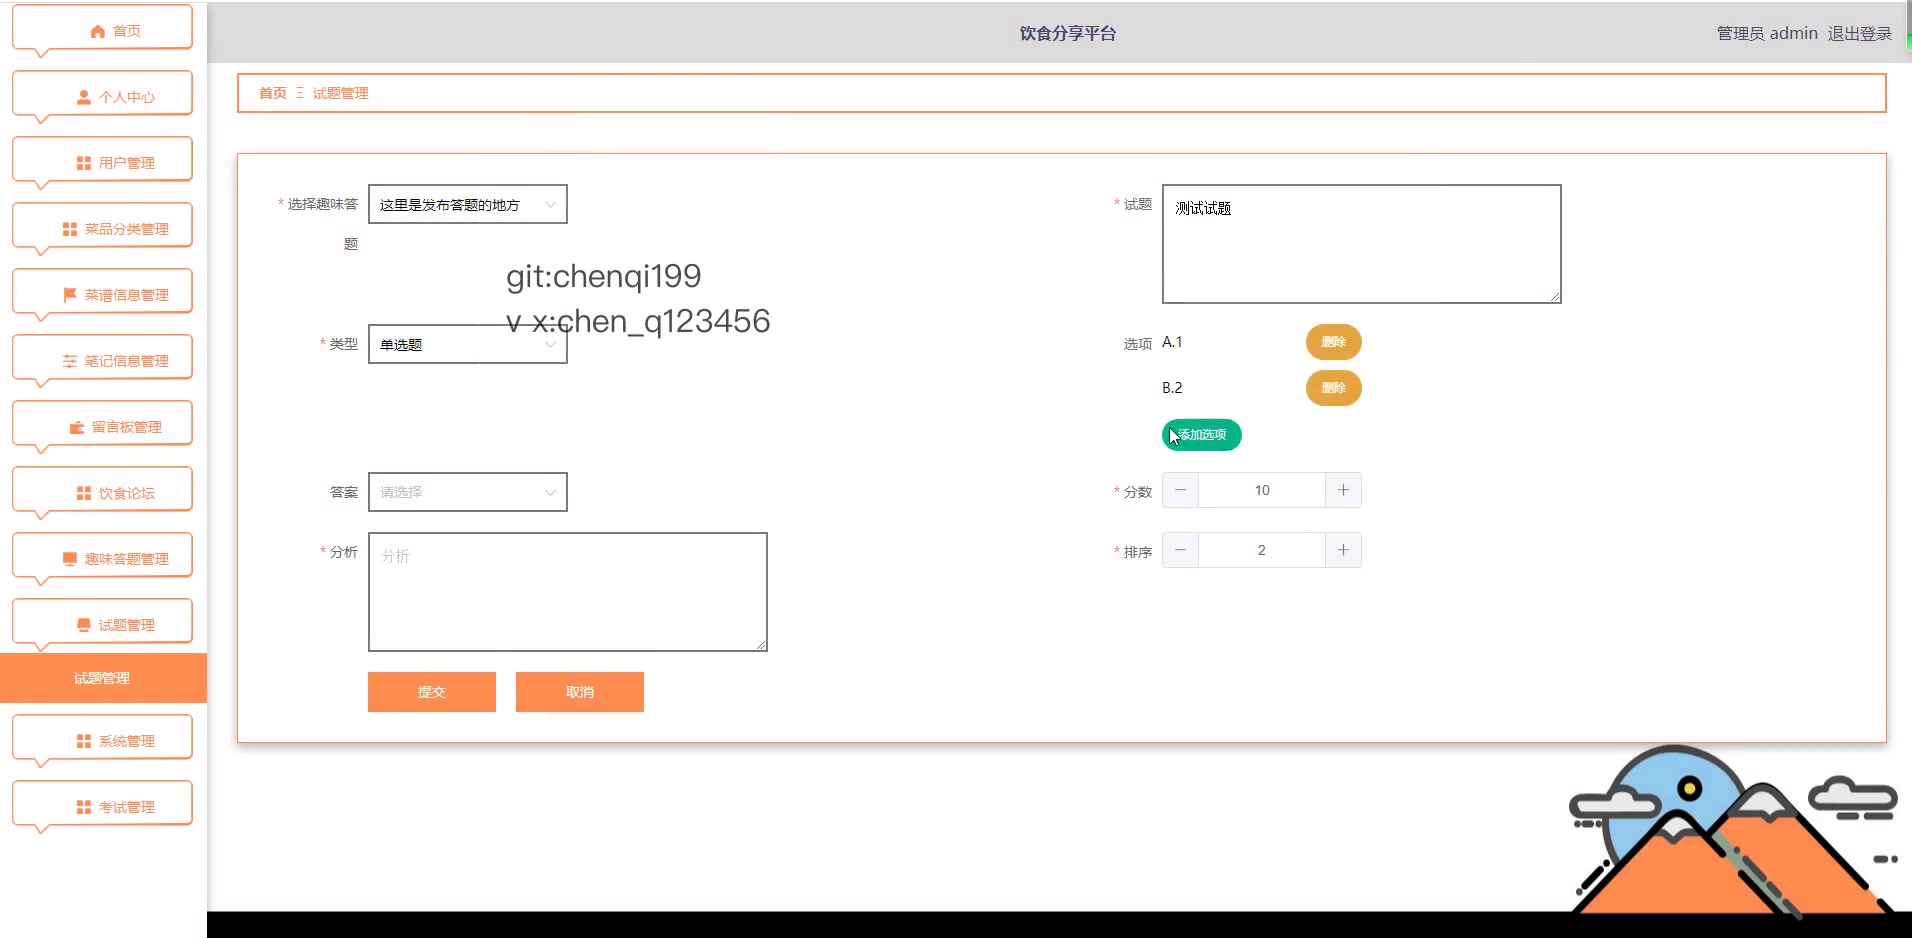 首页
个人中心
用户管理
菜品分类管理
菜谱信息管理
笔记信息管理
留言板管理
饮食论坛
趣味答题管理
试题管理
试题管理
系统管理
考试管理
饮食分享平台
管理员 admin 退出登录
首页 Ξ 试题管理
* 选择趣味答题
这里是发布答题的地方
* 试题
测试试题
git:chenqi199
v x:chen_q123456
* 类型
单选题
选项
A.1
删除
B.2
删除
添加选项
答案
请选择
* 分数
10
* 分析
分析
* 排序
2
提交
取消